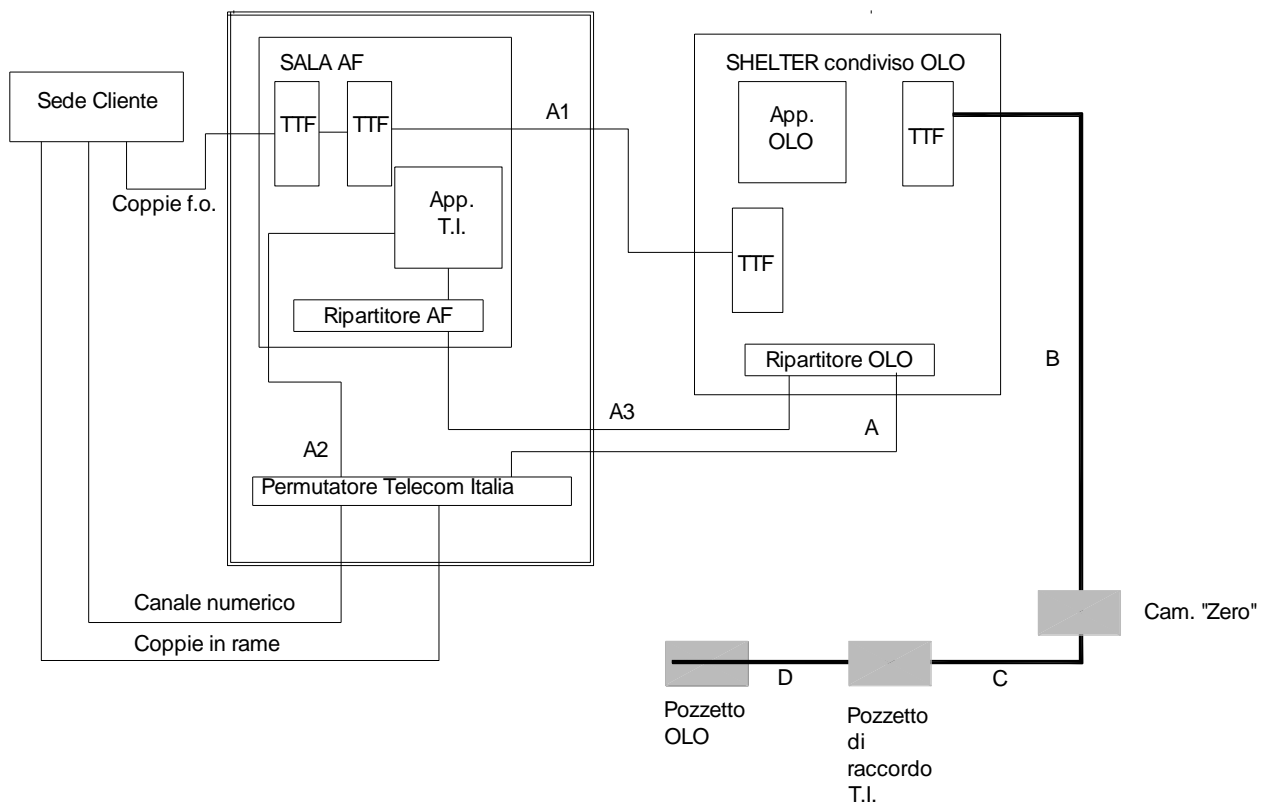 SALA AF
SHELTER condiviso OLO
Sede Cliente
TTF
TTF
A1
App.
OLO
TTF
Coppie f.o.
App.
T.I.
TTF
Ripartitore AF
Ripartitore OLO
B
A3
A
A2
Permutatore Telecom Italia
Canale numerico
Cam. "Zero"
Coppie in rame
D
C
Pozzetto
OLO
Pozzetto
di
raccordo
T.I.